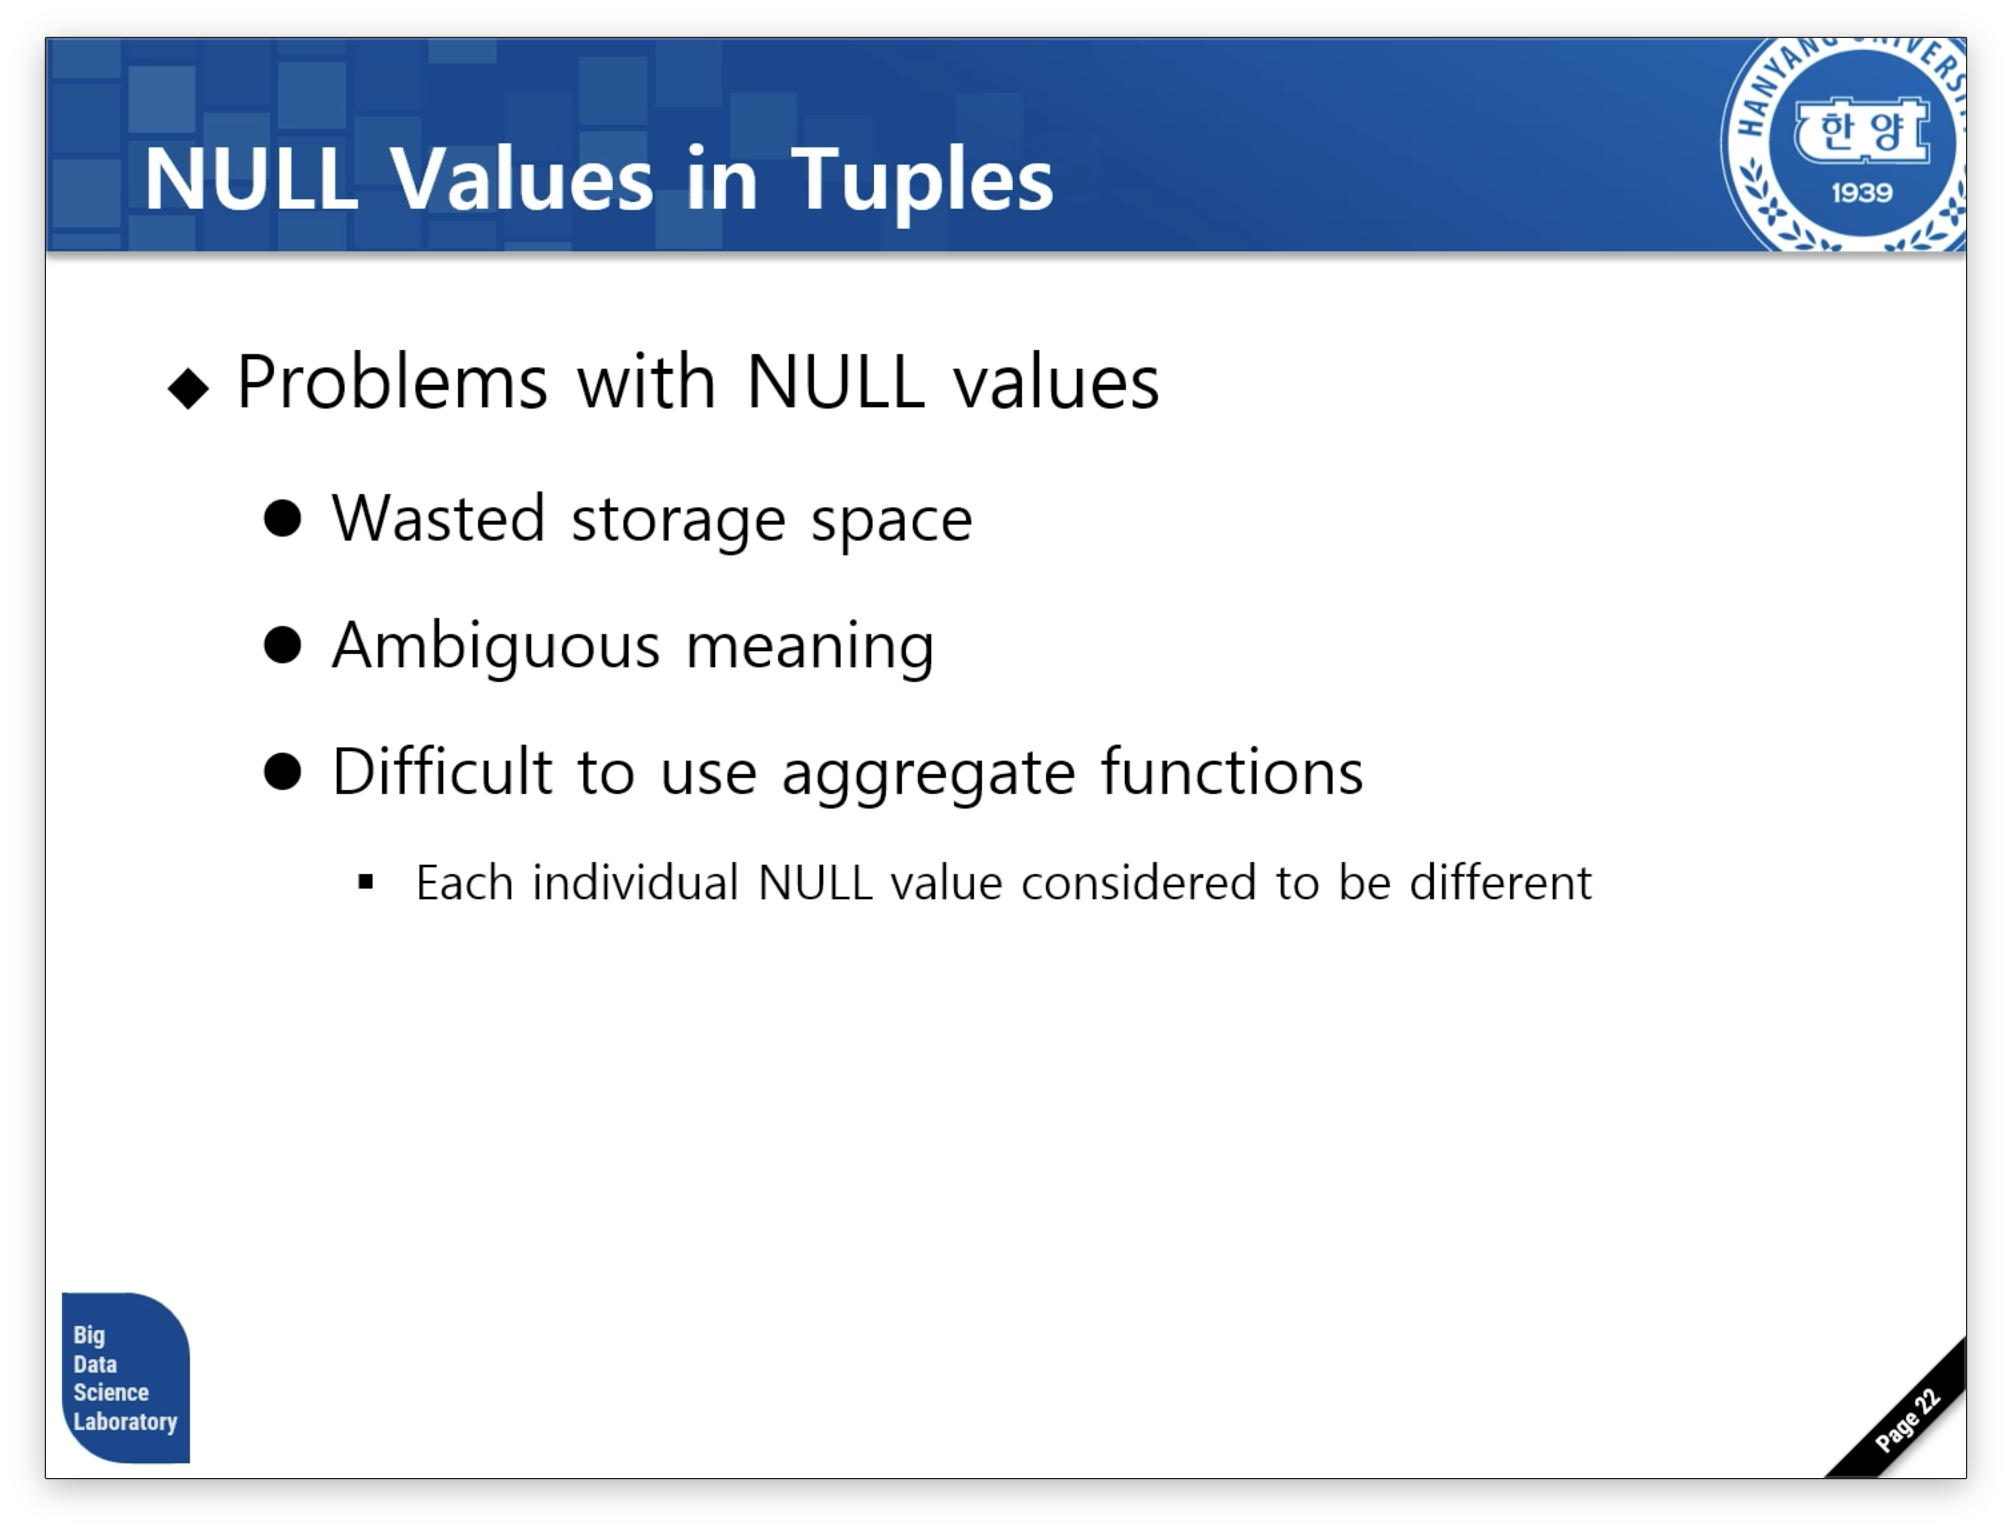 HANYANG UNIVERSIT
한양
1939
NULL Values in Tuples
◆ Problems with NULL values
● Wasted storage space
● Ambiguous meaning
● Difficult to use aggregate functions
▪ Each individual NULL value considered to be different
Big
Data
Science
Laboratory
Page 22